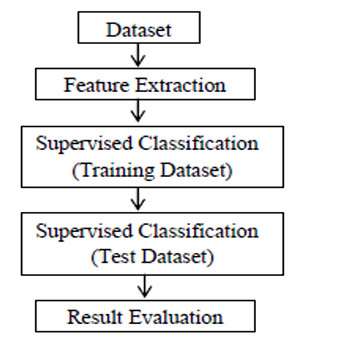 Dataset
Feature Extraction
Supervised Classification
(Training Dataset)
Supervised Classification
(Test Dataset)
Result Evaluation